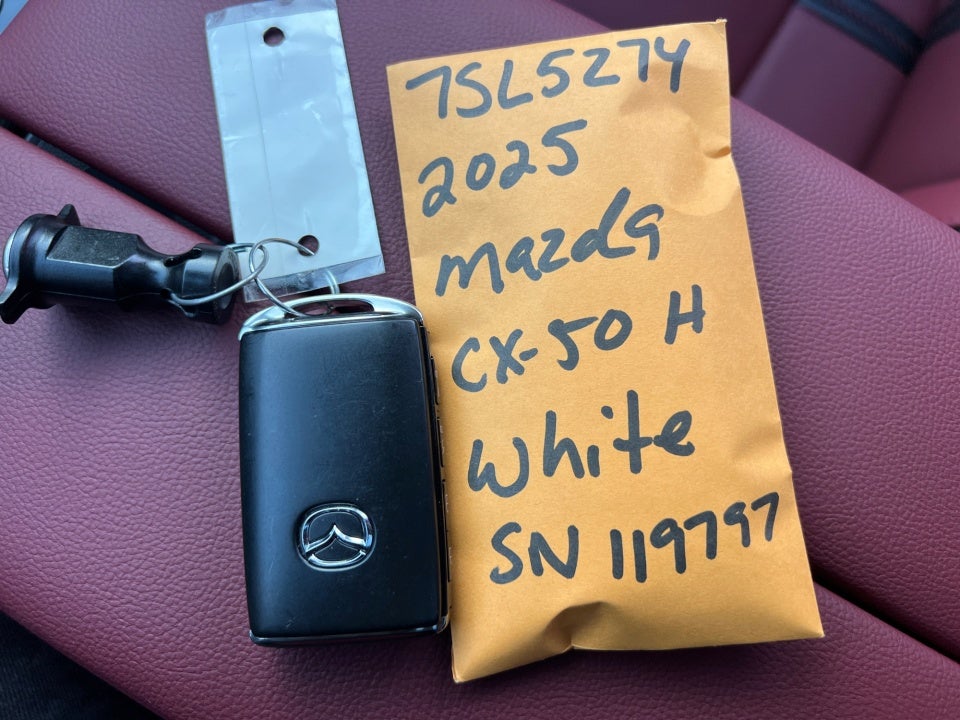 7SL5274
2025
mazda
CX-50 H
White
SN 119797